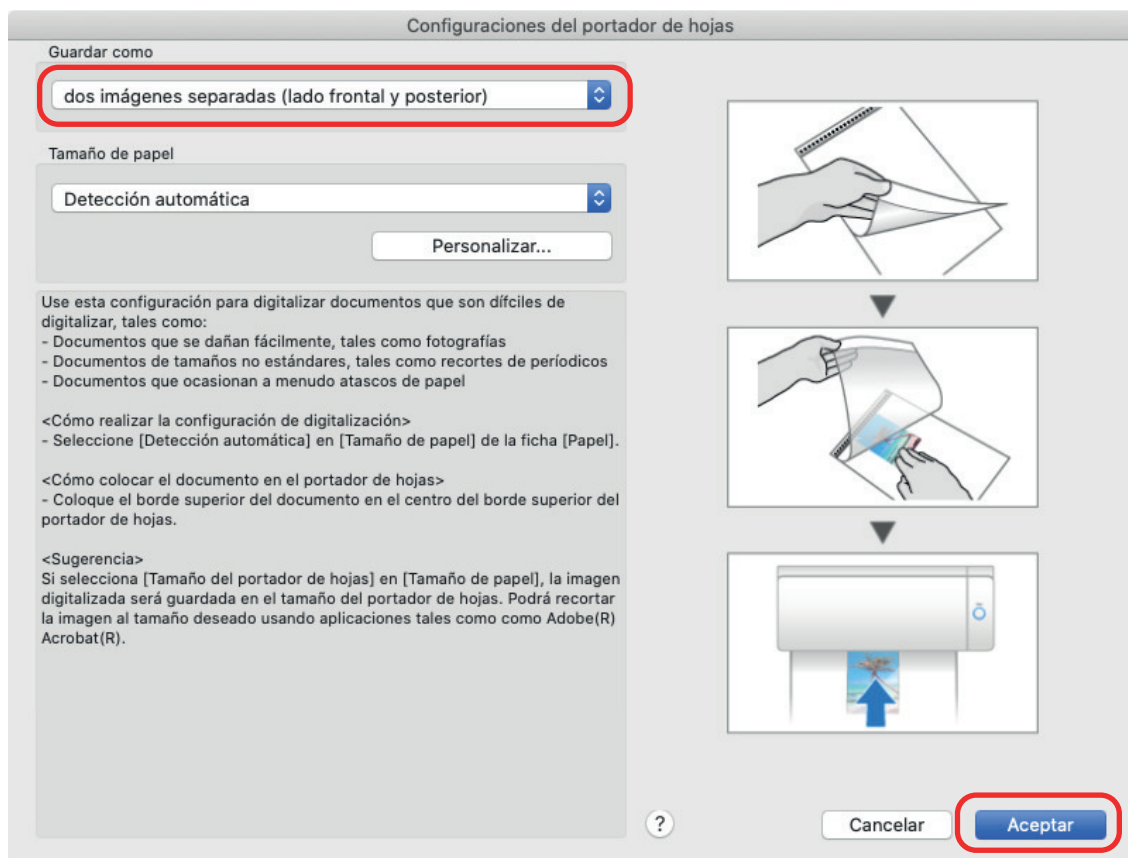 Configuraciones del portador de hojas
Guardar como
dos imágenes separadas (lado frontal y posterior)
Tamaño de papel
Detección automática
Personalizar...
Use esta configuración para digitalizar documentos que son difíciles de
digitalizar, tales como:
- Documentos que se dañan fácilmente, tales como fotografías
- Documentos de tamaños no estándares, tales como recortes de períodicos
- Documentos que ocasionan a menudo atascos de papel
<Cómo realizar la configuración de digitalización>
- Seleccione [Detección automática] en [Tamaño de papel] de la ficha [Papel].
<Cómo colocar el documento en el portador de hojas>
- Coloque el borde superior del documento en el centro del borde superior del
portador de hojas.
<Sugerencia>
Si selecciona [Tamaño del portador de hojas] en [Tamaño de papel], la imagen
digitalizada será guardada en el tamaño del portador de hojas. Podrá recortar
la imagen al tamaño deseado usando aplicaciones tales como como Adobe(R)
Acrobat(R).
?
Cancelar
Aceptar